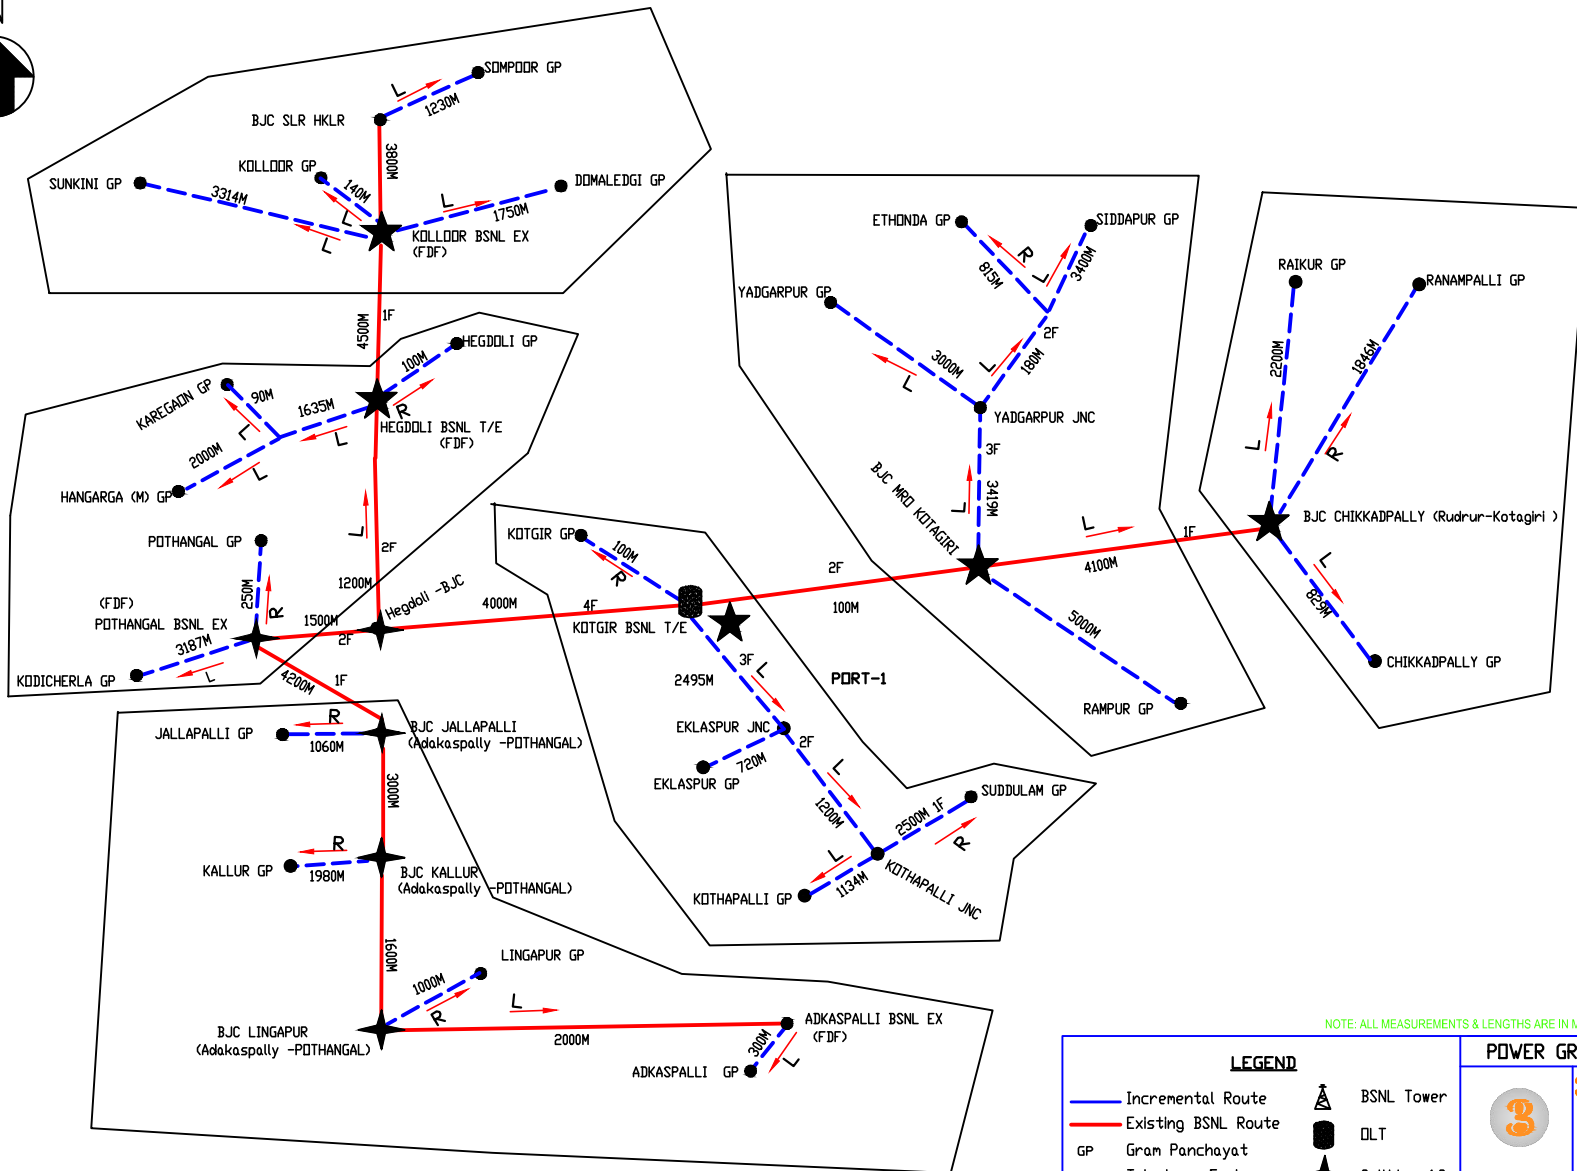 SOMPOOR GP
L
1230M
BJC SLR HKLR
3800M
KOLLOOR GP
SUNKINI GP
3314M
140M
L
L
DOMALEDGI GP
L
1750M
KOLLOOR BSNL EX
(FDF)
4500M
1F
HEGDOLI GP
100M
R
KAREGAON GP
90M
L
1635M
L
HEGDOLI BSNL T/E
(FDF)
2000M
L
HANGARGA (M) GP
POTHANGAL GP
250M
R
L
2F
1200M
Hegdoli -BJC
(FDF)
POTHANGAL BSNL EX
1500M
2F
3187M
L
KODICHERLA GP
4200M
1F
4000M
4F
KOTGIR GP
100M
R
KOTGIR BSNL T/E
2F
100M
ETHONDA GP
SIDDAPUR GP
815M
R
L
3400M
YADGARPUR GP
3000M
L
2F
L
180M
YADGARPUR JNC
3F
L
3419M
BJC MRO KOTAGIRI
L
1F
4100M
5000M
RAMPUR GP
RAIKUR GP
RANAMPALLI GP
2200M
1846M
L
R
BJC CHIKKADPALLY (Rudrur-Kotagiri )
L
829M
CHIKKADPALLY GP
3F
L
2495M
PORT-1
EKLASPUR JNC
2F
720M
EKLASPUR GP
L
1200M
SUDDULAM GP
2500M 1F
R
L
1134M
KOTHAPALLI GP
KOTHAPALLI JNC
JALLAPALLI GP
R
1060M
BJC JALLAPALLI
(Adakaspally -POTHANGAL)
3000M
R
KALLUR GP
1980M
BJC KALLUR
(Adakaspally -POTHANGAL)
1600M
LINGAPUR GP
1000M
R
L
BJC LINGAPUR
(Adakaspally -POTHANGAL)
2000M
ADKASPALLI BSNL EX
(FDF)
300M
L
ADKASPALLI GP
NOTE: ALL MEASUREMENTS & LENGTHS ARE IN M
LEGEND
Incremental Route
BSNL Tower
Existing BSNL Route
OLT
GP
Gram Panchayat
POWER GR
3